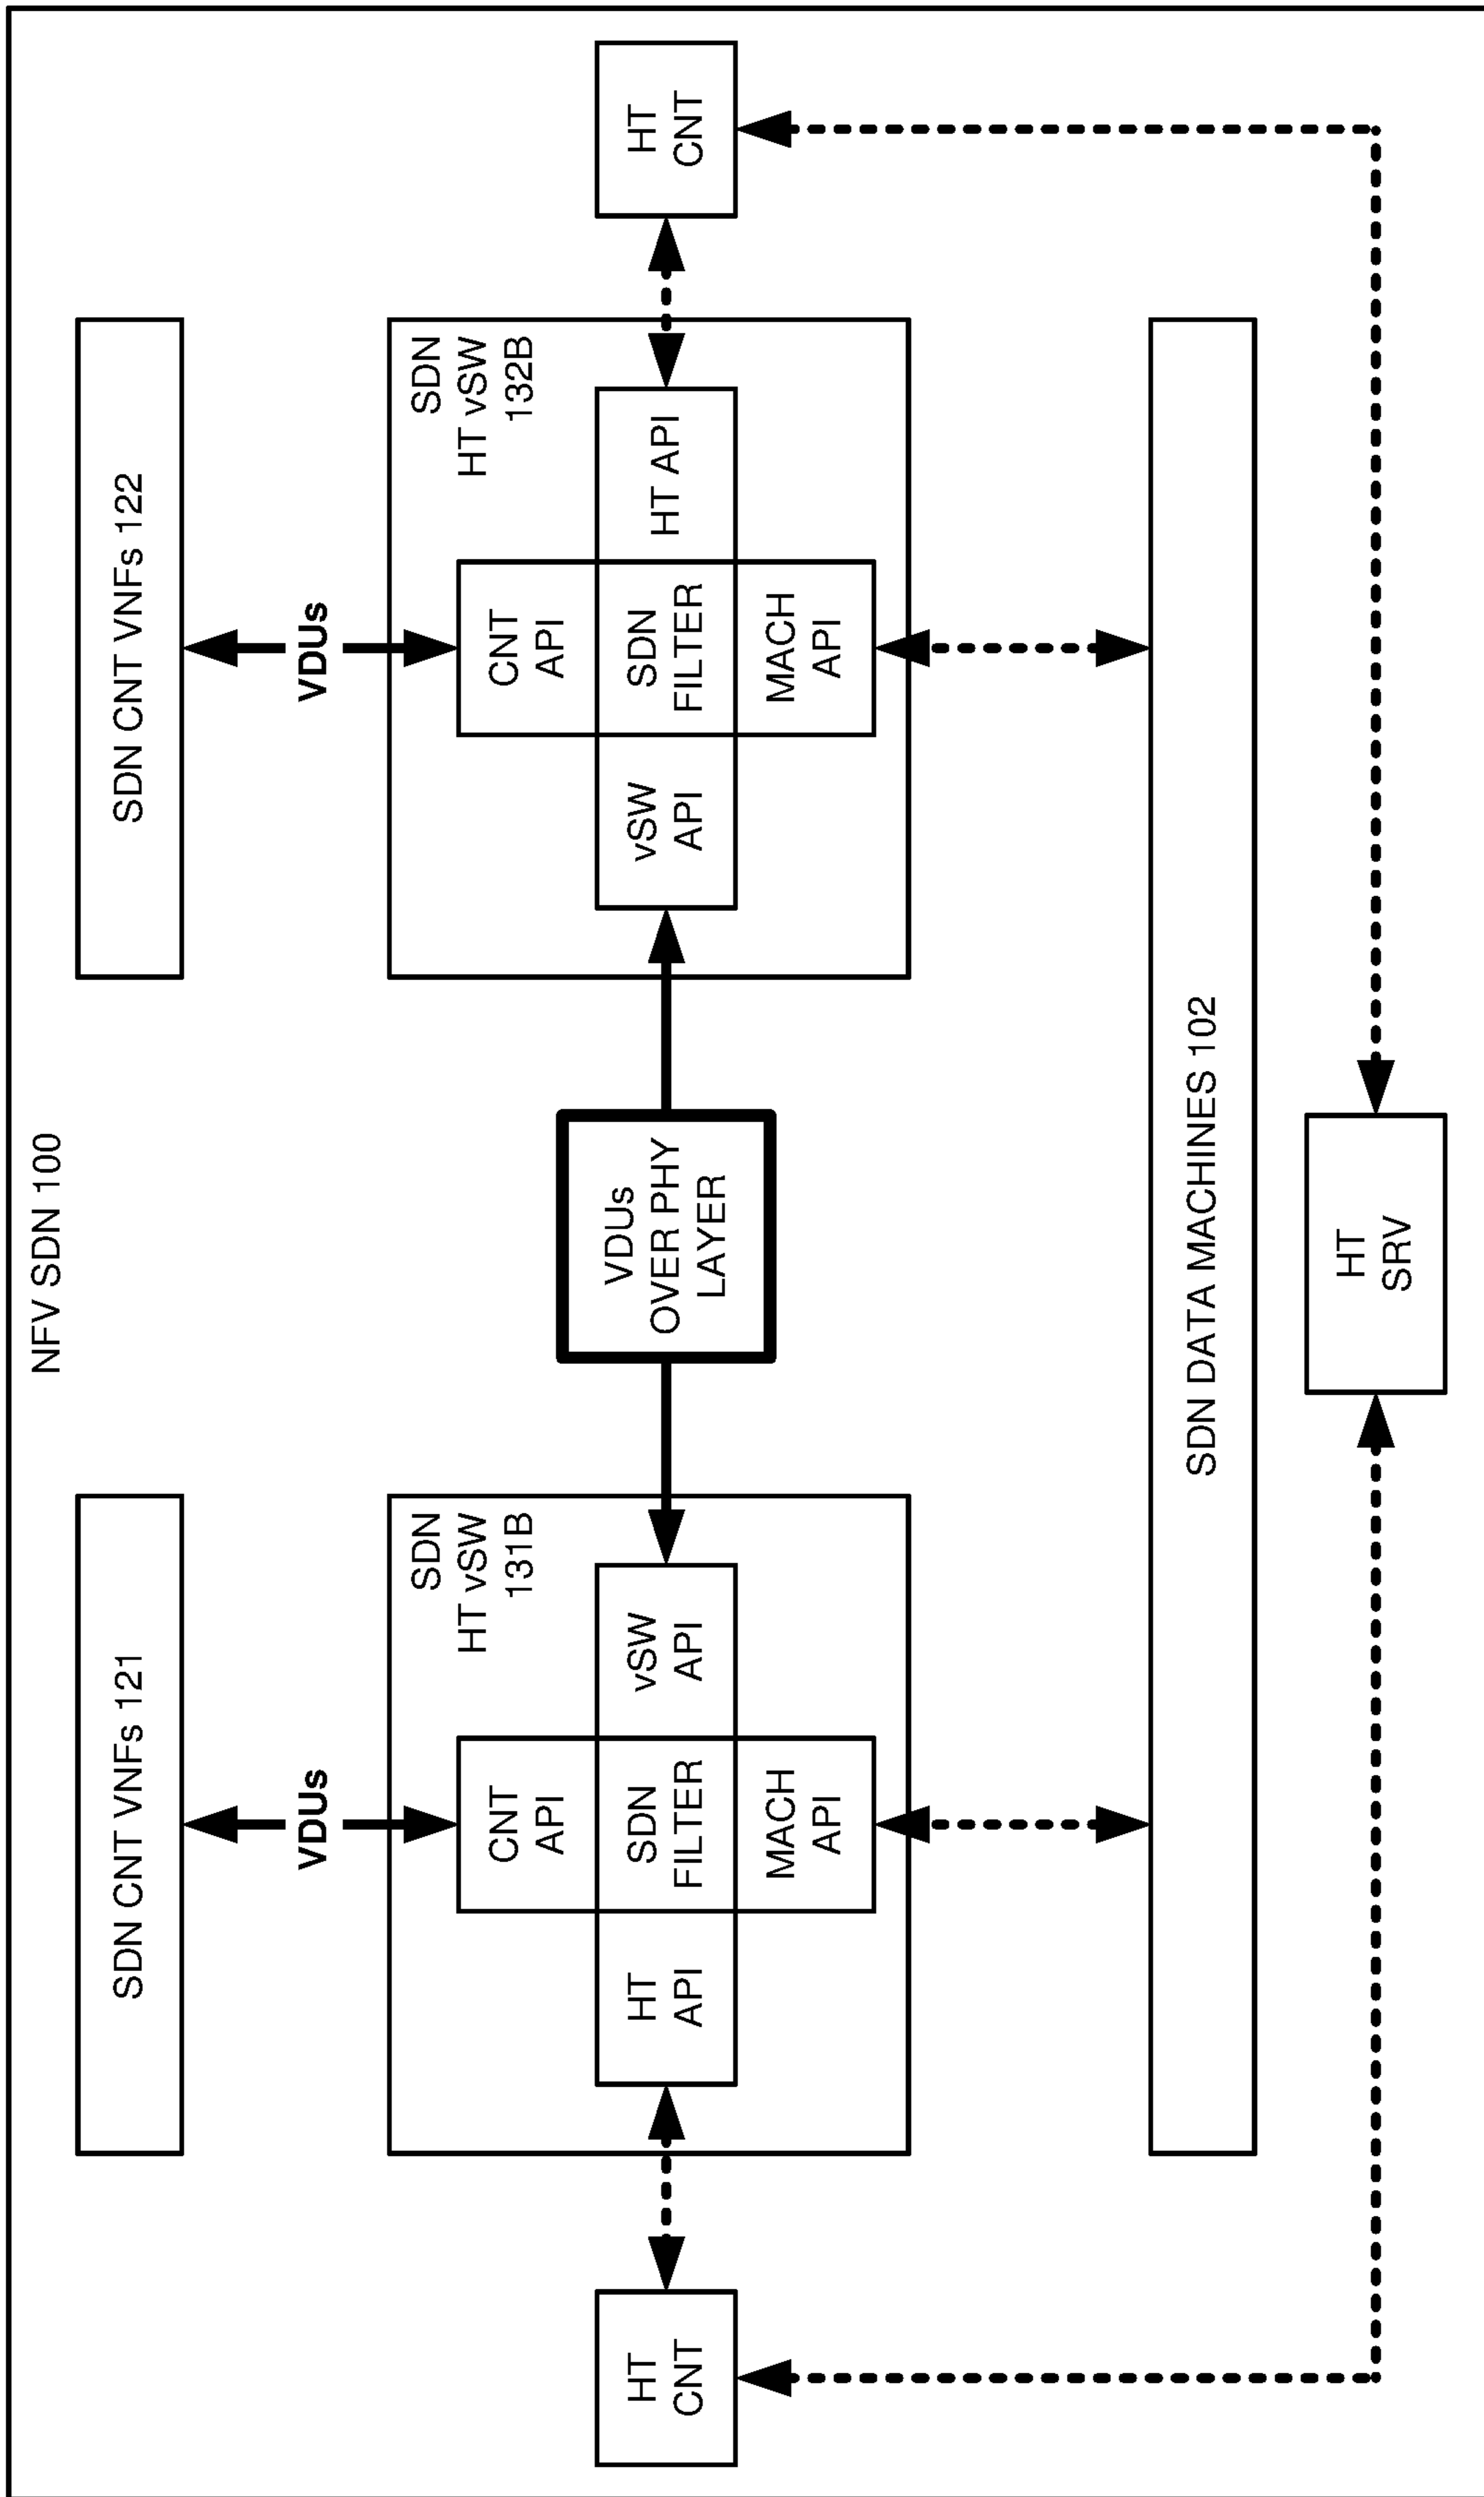 NFV SDN 100
SDN CNT VNFs 121
SDN CNT VNFs 122
VDUs
VDUs
SDN
HT vSW
131B
CNT
API
HT
API
SDN
FILTER
vSW
API
MACH
API
HT
CNT
VDUs
OVER PHY
LAYER
SDN
HT vSW
132B
CNT
API
vSW
API
SDN
FILTER
HT API
MACH
API
HT
CNT
SDN DATA MACHINES 102
HT
SRV